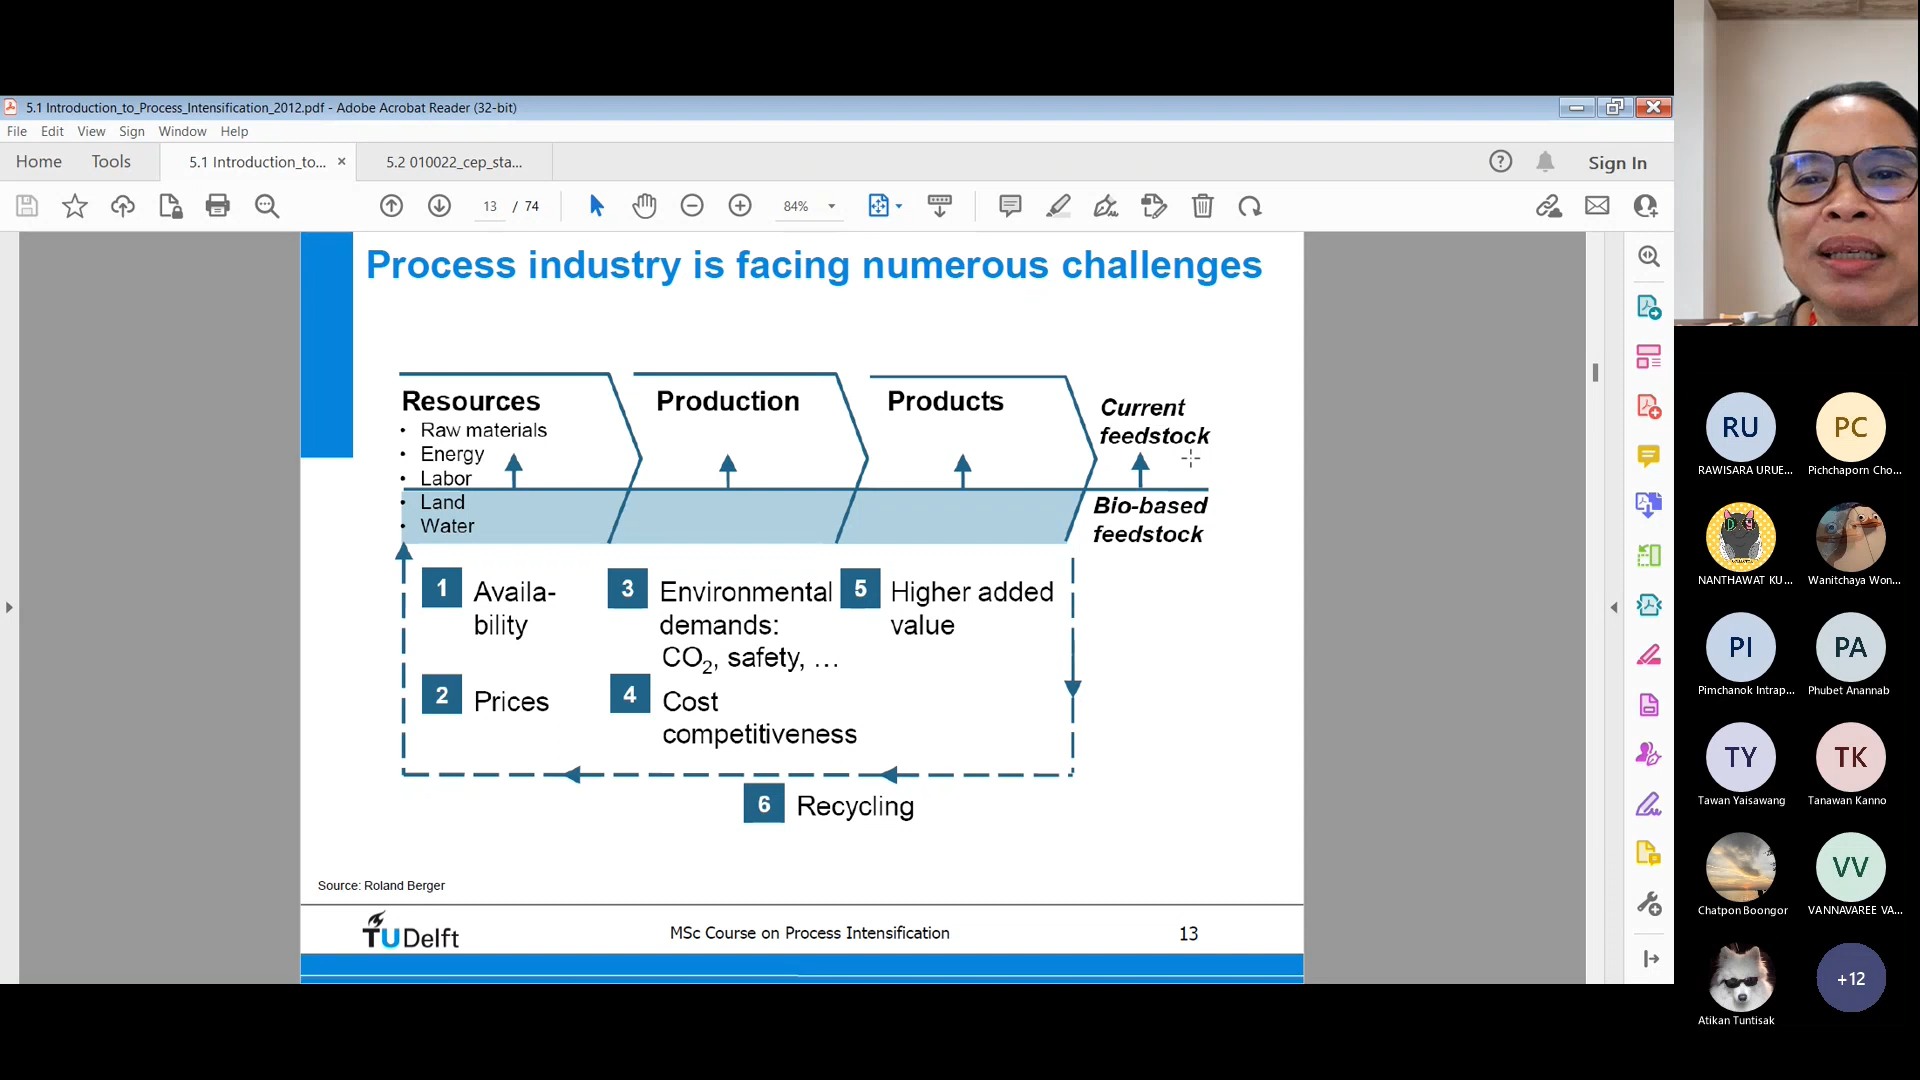 5.1 Introduction_to_Process_Intensification_2012.pdf - Adobe Acrobat Reader (32-bit)
File Edit View Sign Window Help
Home Tools 5.1 Introduction_to... × 5.2 010022_cep_sta... Sign In
13 / 74 84%
Process industry is facing numerous challenges
Resources
• Raw materials
• Energy
• Labor
• Land
• Water
Production
Products
Current
feedstock
Bio-based
feedstock
1 Availa-
bility
2 Prices
3 Environmental
demands:
CO2, safety, …
4 Cost
competitiveness
5 Higher added
value
6 Recycling
Source: Roland Berger
TUDelft
MSc Course on Process Intensification
13
RU PC
RAWISARA URUE... Pichchaporn Cho...
NANTHAWAT KU... Wanitchaya Won...
PI PA
Pimchanok Intrap... Phubet Anannab
TY TK
Tawan Yaisawang Tanawan Kanno
VV
Chatpon Boongor VANNAVAREE VA...
+12
Atikan Tuntisak